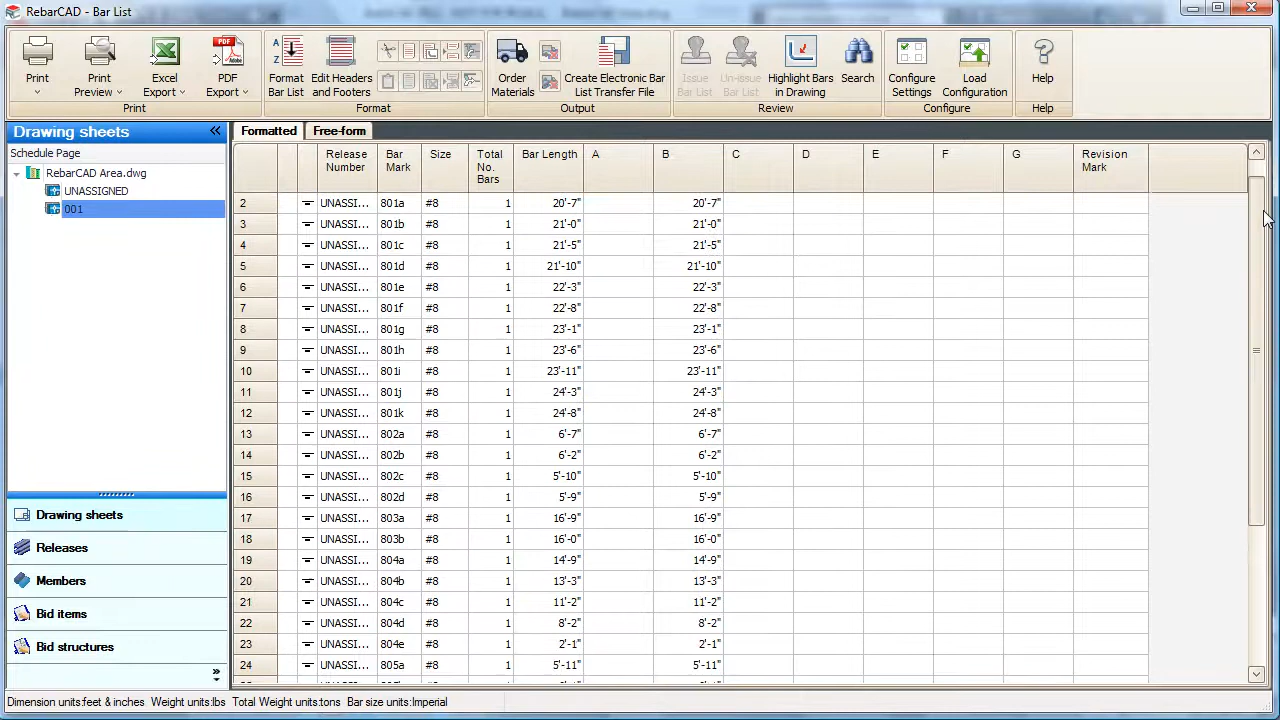 RebarCAD - Bar List
Print
Print Preview
Excel Export
PDF Export
Format Bar List
Edit Headers and Footers
Order Materials
Create Electronic Bar List Transfer File
Issue Bar List
Un-issue Bar List
Highlight Bars in Drawing
Search
Configure Settings
Load Configuration
Help
Print
Format
Output
Review
Configure
Help
Drawing sheets
Schedule Page
RebarCAD Area.dwg
UNASSIGNED
001
Drawing sheets
Releases
Members
Bid items
Bid structures
Formatted Free-form
Release Number Bar Mark Size Total No. Bars Bar Length A B C D E F G Revision Mark
2 UNASSI... 801a #8 1 20'-7" 20'-7"
3 UNASSI... 801b #8 1 21'-0" 21'-0"
4 UNASSI... 801c #8 1 21'-5" 21'-5"
5 UNASSI... 801d #8 1 21'-10" 21'-10"
6 UNASSI... 801e #8 1 22'-3" 22'-3"
7 UNASSI... 801f #8 1 22'-8" 22'-8"
8 UNASSI... 801g #8 1 23'-1" 23'-1"
9 UNASSI... 801h #8 1 23'-6" 23'-6"
10 UNASSI... 801i #8 1 23'-11" 23'-11"
11 UNASSI... 801j #8 1 24'-3" 24'-3"
12 UNASSI... 801k #8 1 24'-8" 24'-8"
13 UNASSI... 802a #8 1 6'-7" 6'-7"
14 UNASSI... 802b #8 1 6'-2" 6'-2"
15 UNASSI... 802c #8 1 5'-10" 5'-10"
16 UNASSI... 802d #8 1 5'-9" 5'-9"
17 UNASSI... 803a #8 1 16'-9" 16'-9"
18 UNASSI... 803b #8 1 16'-0" 16'-0"
19 UNASSI... 804a #8 1 14'-9" 14'-9"
20 UNASSI... 804b #8 1 13'-3" 13'-3"
21 UNASSI... 804c #8 1 11'-2" 11'-2"
22 UNASSI... 804d #8 1 8'-2" 8'-2"
23 UNASSI... 804e #8 1 2'-1" 2'-1"
24 UNASSI... 805a #8 1 5'-11" 5'-11"
Dimension units:feet & inches Weight units:lbs Total Weight units:tons Bar size units:Imperial